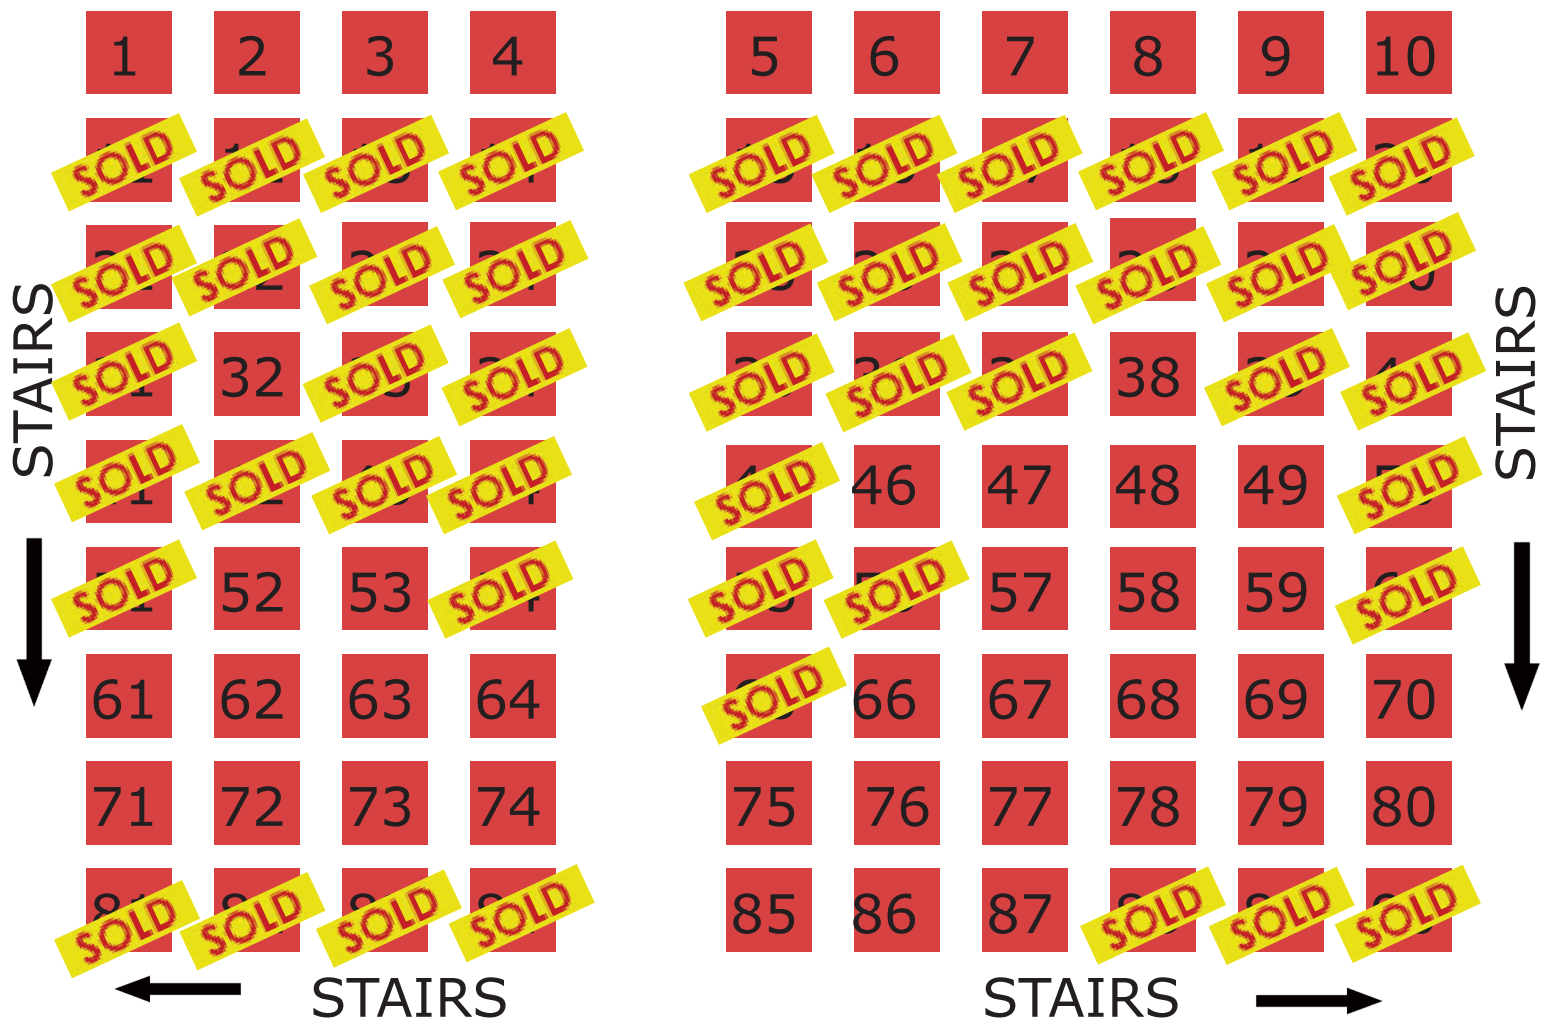 1 2 3 4 5 6 7 8 9 10
SOLD SOLD SOLD SOLD SOLD SOLD SOLD SOLD SOLD SOLD
SOLD SOLD SOLD SOLD SOLD SOLD SOLD SOLD SOLD SOLD
STAIRS
STAIRS
SOLD 32 SOLD SOLD SOLD SOLD SOLD 38 SOLD SOLD
SOLD SOLD SOLD SOLD SOLD 46 47 48 49 SOLD
SOLD 52 53 SOLD SOLD SOLD 57 58 59 SOLD
61 62 63 64 SOLD 66 67 68 69 70
71 72 73 74 75 76 77 78 79 80
SOLD SOLD SOLD SOLD 85 86 87 SOLD SOLD SOLD
STAIRS STAIRS